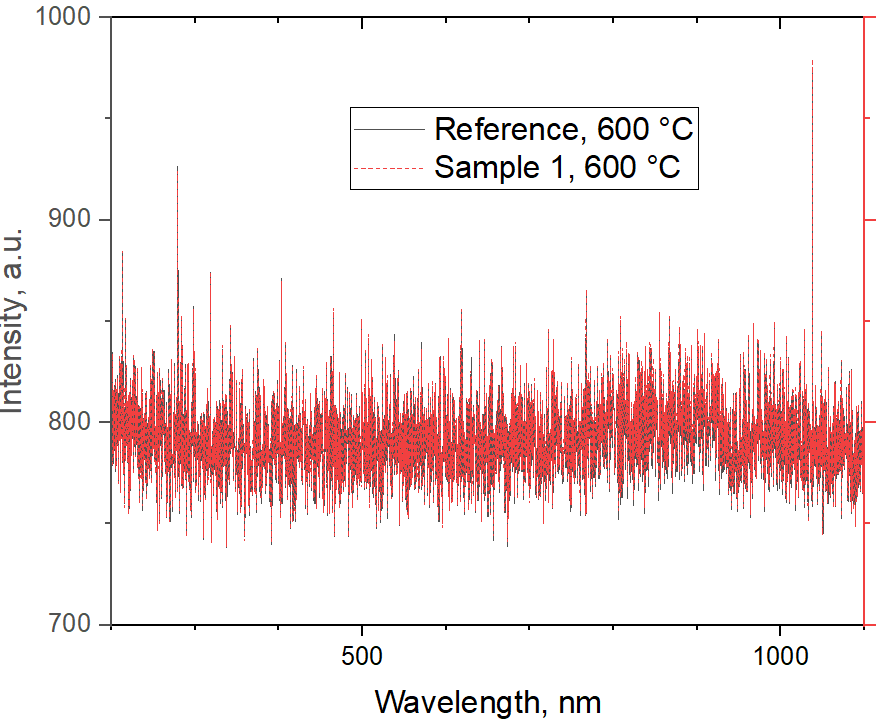 1000
900
800
700
Intensity, a.u.
Reference, 600 °C
Sample 1, 600 °C
500
1000
Wavelength, nm